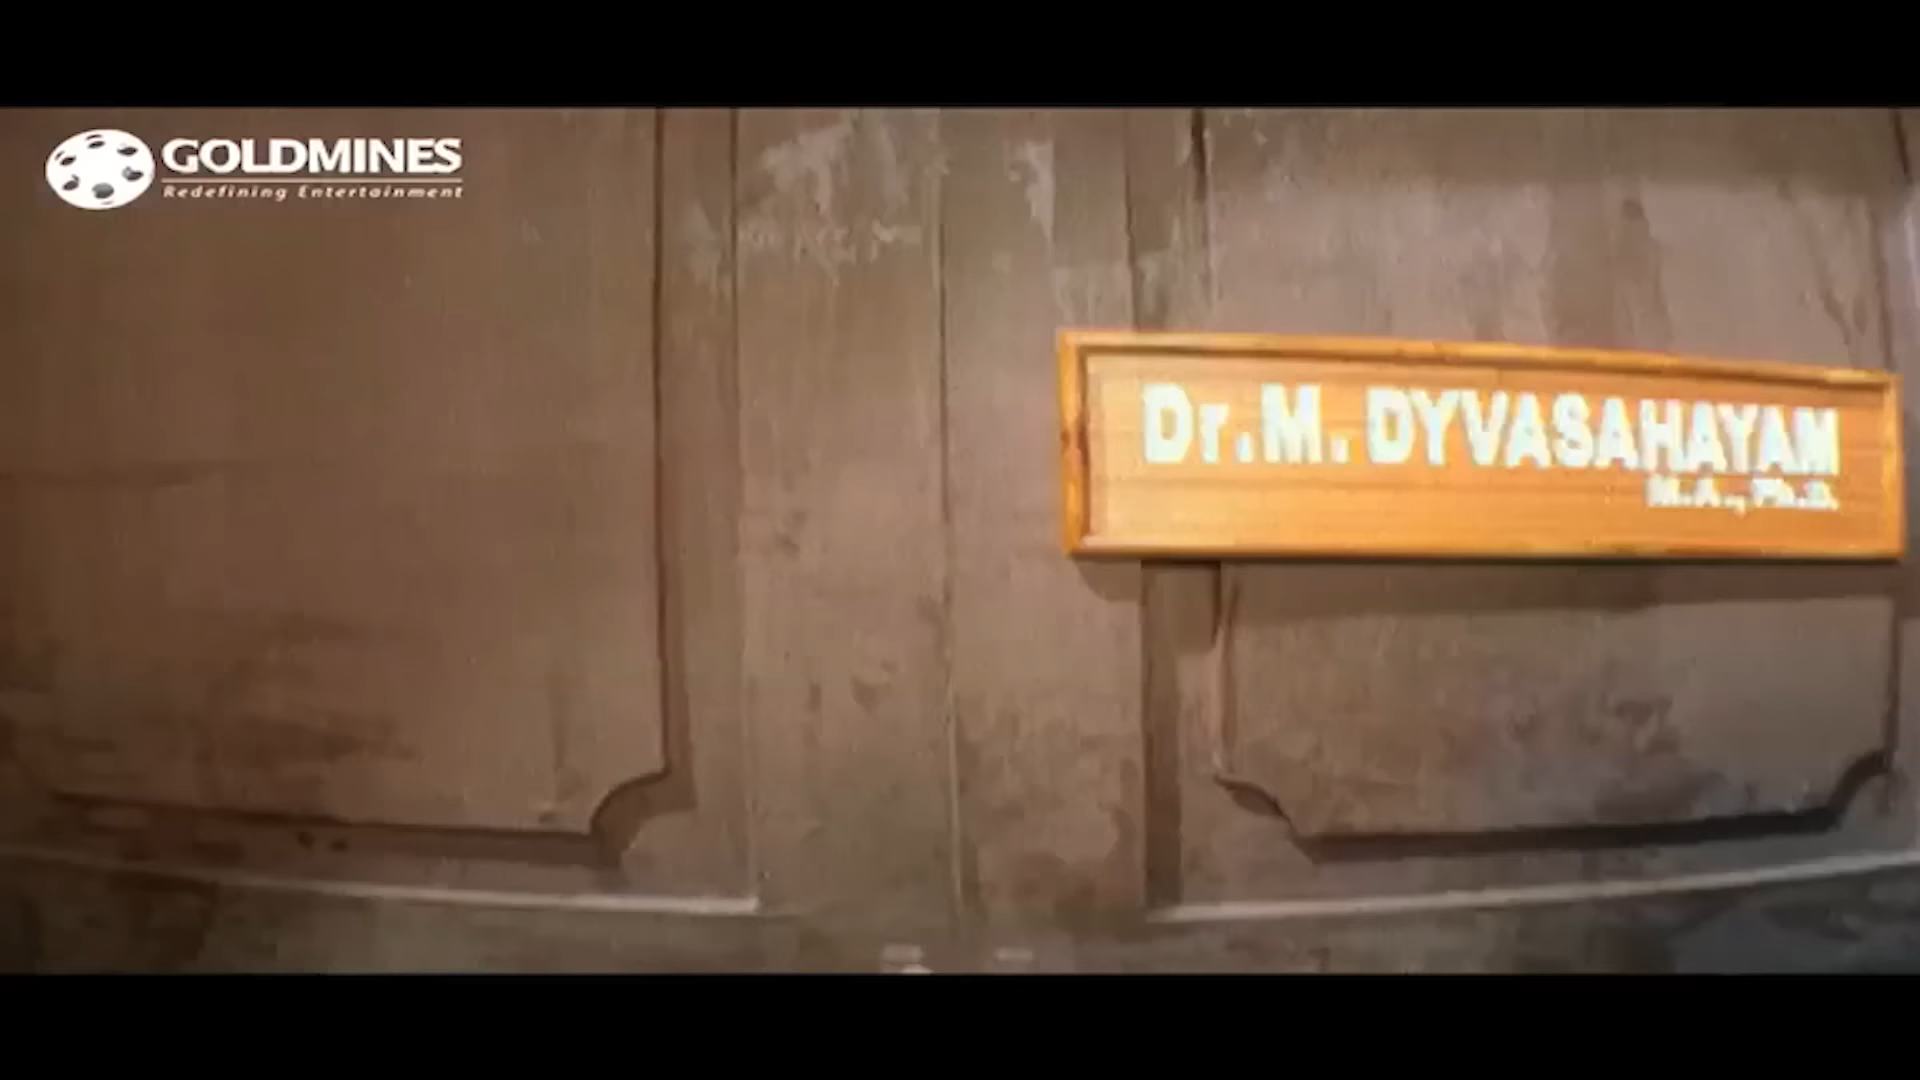 GOLDMINES
Redefining Entertainment
Dr.M. DYVASAHAYAM
M.A., Ph.D.